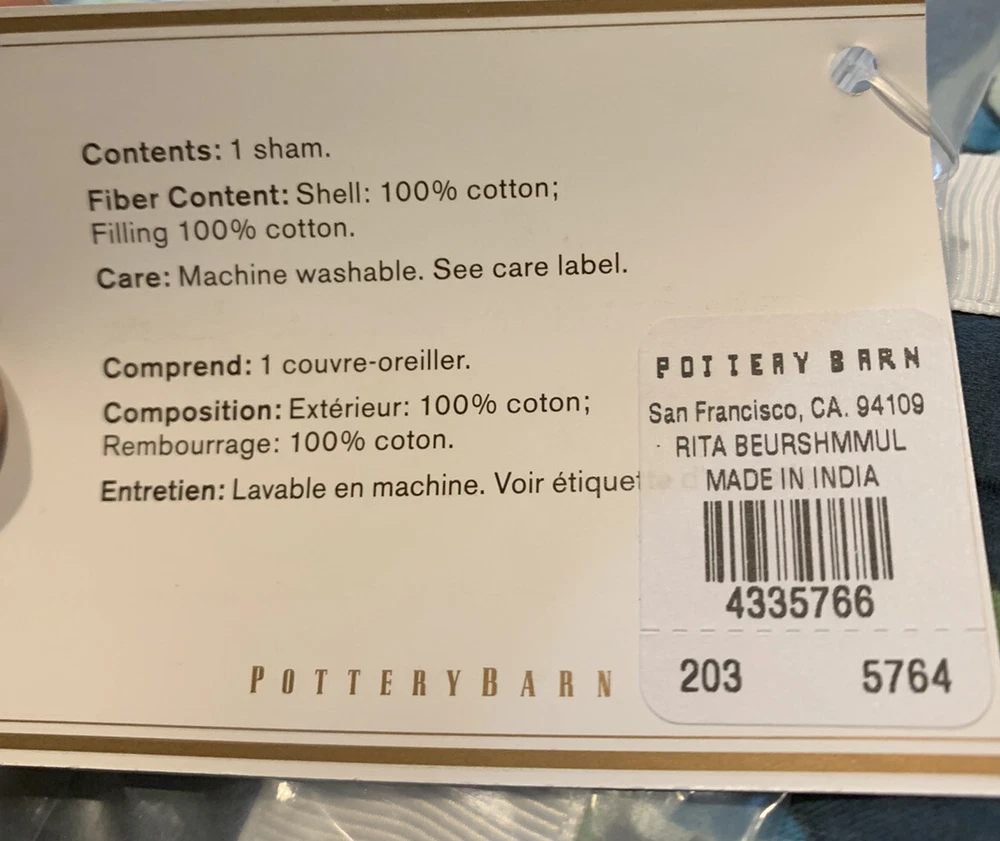 Contents: 1 sham.
Fiber Content: Shell: 100% cotton;
Filling 100% cotton.
Care: Machine washable. See care label.
Comprend: 1 couvre-oreiller.
Composition: Extérieur: 100% coton;
Rembourrage: 100% coton.
Entretien: Lavable en machine. Voir étiquet
POTTERY BARN
POTTERY BARN
San Francisco, CA. 94109
RITA BEURSHMMUL
MADE IN INDIA
4335766
203 5764